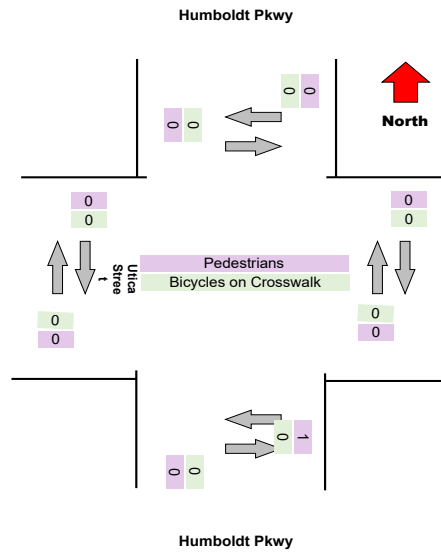 Humboldt Pkwy
0 0
0 0
North
0
0
0
0
Utica
Stree
t
Pedestrians
Bicycles on Crosswalk
0
0
0
0
0 1
0 0
Humboldt Pkwy